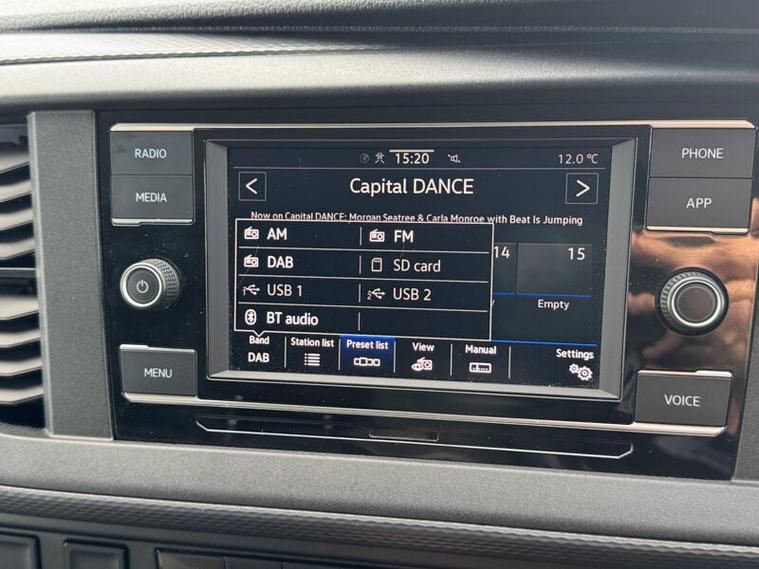 RADIO
MEDIA
MENU
PHONE
APP
VOICE
15:20
12.0 °C
< Capital DANCE >
Now on Capital DANCE: Morgan Seatree & Carla Monroe with Beat Is Jumping
AM
FM
DAB
SD card
USB 1
USB 2
BT audio
14
15
Empty
Band
DAB
Station list
Preset list
View
Manual
Settings